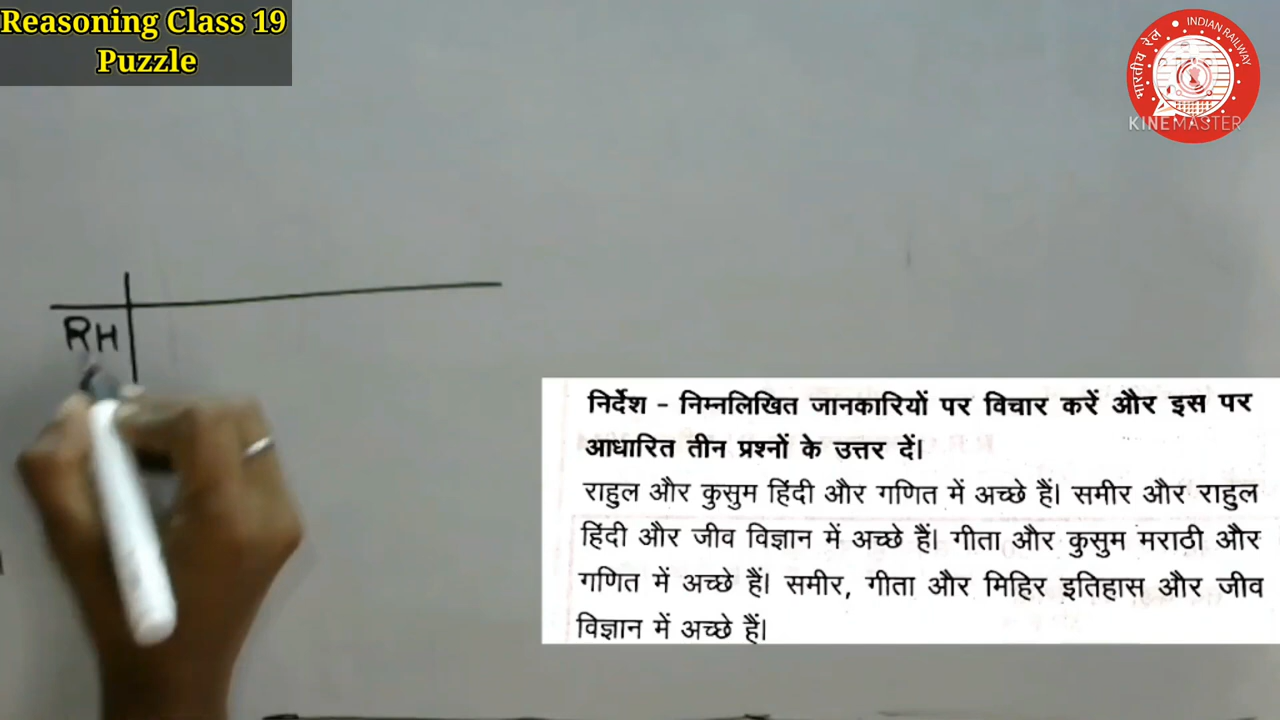 Reasoning Class 19
Puzzle
भारतीय रेल
INDIAN RAILWAY
KINEMASTER
RH
निर्देश - निम्नलिखित जानकारियों पर विचार करें और इस पर
आधारित तीन प्रश्नों के उत्तर दें।
राहुल और कुसुम हिंदी और गणित में अच्छे हैं। समीर और राहुल
हिंदी और जीव विज्ञान में अच्छे हैं। गीता और कुसुम मराठी और
गणित में अच्छे हैं। समीर, गीता और मिहिर इतिहास और जीव
विज्ञान में अच्छे हैं।